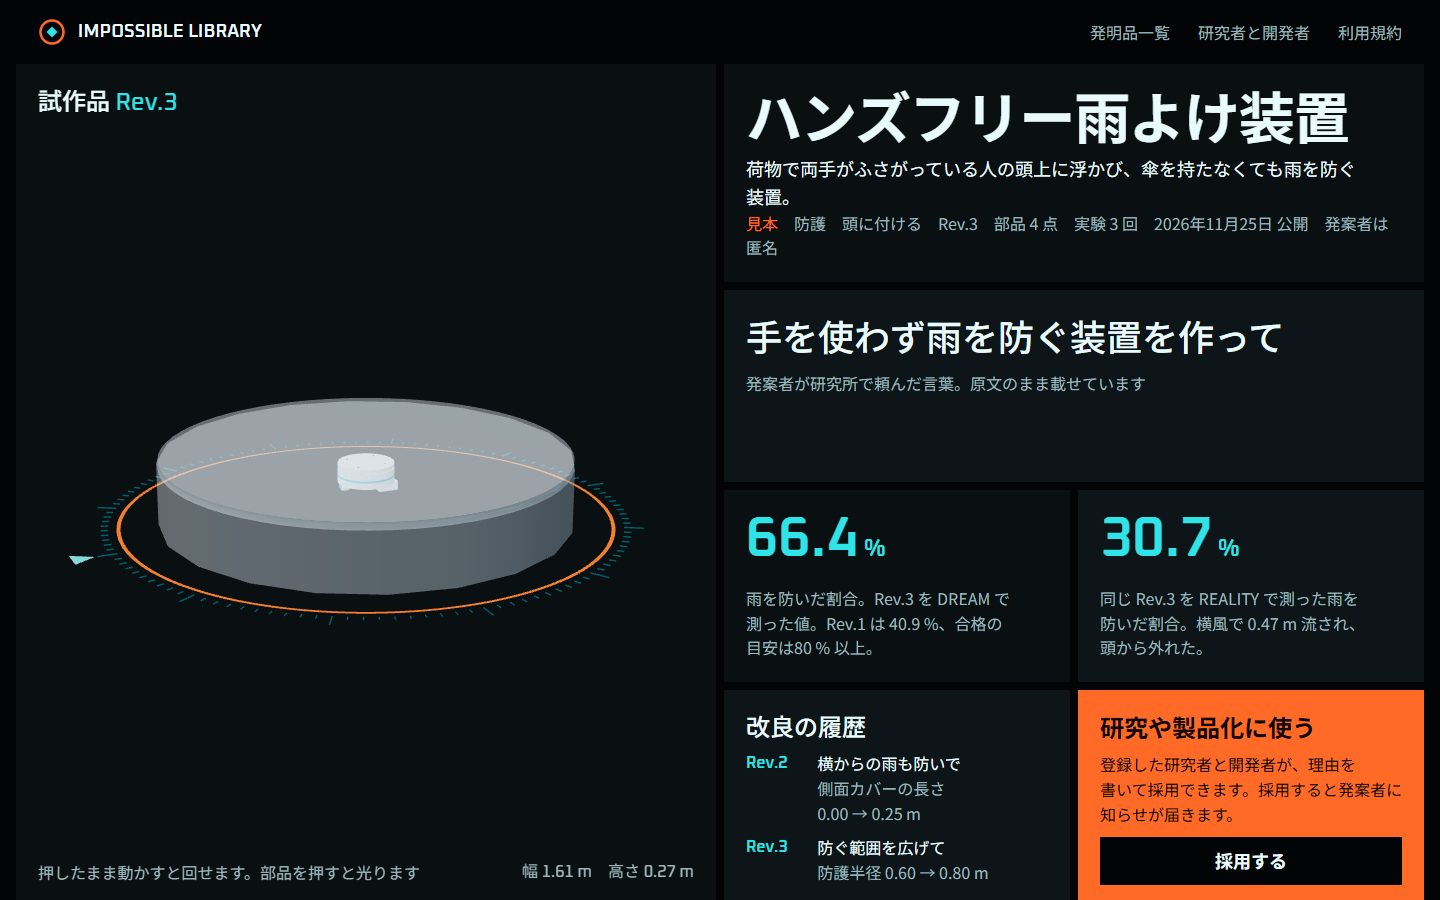 IMPOSSIBLE LIBRARY
発明品一覧 研究者と開発者 利用規約
試作品 Rev.3
押したまま動かすと回せます。部品を押すと光ります
幅 1.61 m 高さ 0.27 m
ハンズフリー雨よけ装置
荷物で両手がふさがっている人の頭上に浮かび、傘を持たなくても雨を防ぐ
装置。
見本 防護 頭に付ける Rev.3 部品 4 点 実験 3 回 2026年11月25日 公開 発案者は
匿名
手を使わず雨を防ぐ装置を作って
発案者が研究所で頼んだ言葉。原文のまま載せています
66.4 %
雨を防いだ割合。Rev.3 を DREAM で
測った値。Rev.1 は 40.9 %、合格の
目安は80 % 以上。
30.7 %
同じ Rev.3 を REALITY で測った雨を
防いだ割合。横風で 0.47 m 流され、
頭から外れた。
改良の履歴
Rev.2 横からの雨も防いで
側面カバーの長さ
0.00 → 0.25 m
Rev.3 防ぐ範囲を広げて
防護半径 0.60 → 0.80 m
研究や製品化に使う
登録した研究者と開発者が、理由を
書いて採用できます。採用すると発案者に
知らせが届きます。
採用する